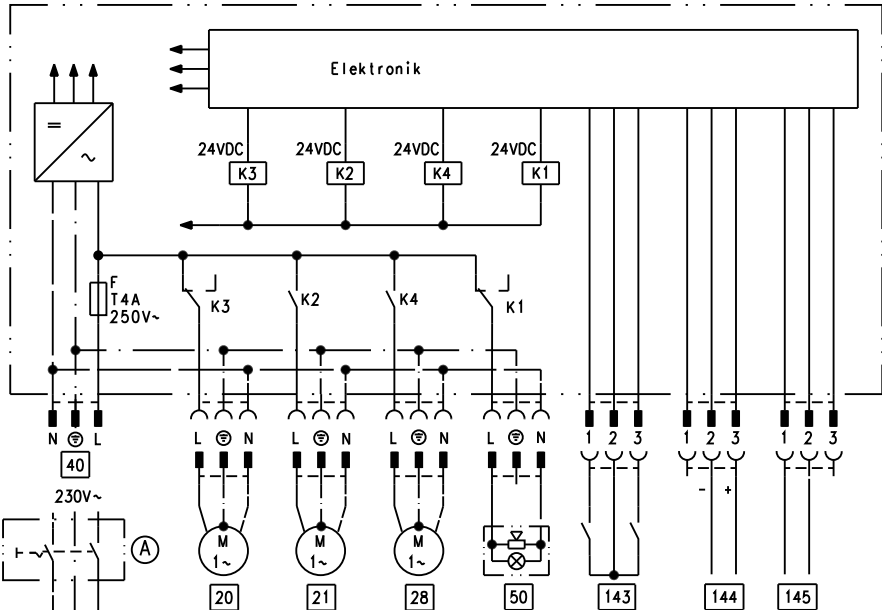 Elektronik
=
~
24VDC 24VDC 24VDC 24VDC
K3 K2 K4 K1
F
T4A
250V~
K3 K2 K4 K1
N L L N L N L N L N 1 2 3 1 2 3 1 2 3
40
230V~
- +
A
M M M
1~ 1~ 1~
20 21 28 50 143 144 145